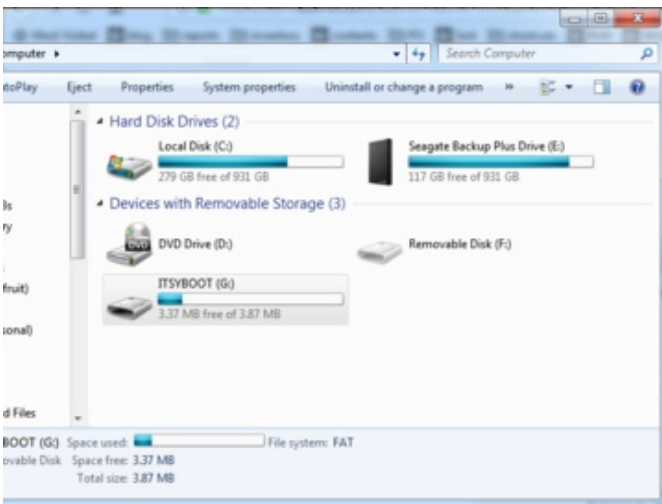 omputer
Search Computer
toPlay Eject Properties System properties Uninstall or change a program »
Hard Disk Drives (2)
Local Disk (C:)
279 GB free of 931 GB
Seagate Backup Plus Drive (E:)
117 GB free of 931 GB
Devices with Removable Storage (3)
DVD Drive (D:)
Removable Disk (F:)
ITSYBOOT (G:)
3.37 MB free of 3.87 MB
ls
ry
fruit)
sonal)
d Files
BOOT (G:) Space used: File system: FAT
ovable Disk Space free: 3.37 MB
Total size: 3.87 MB